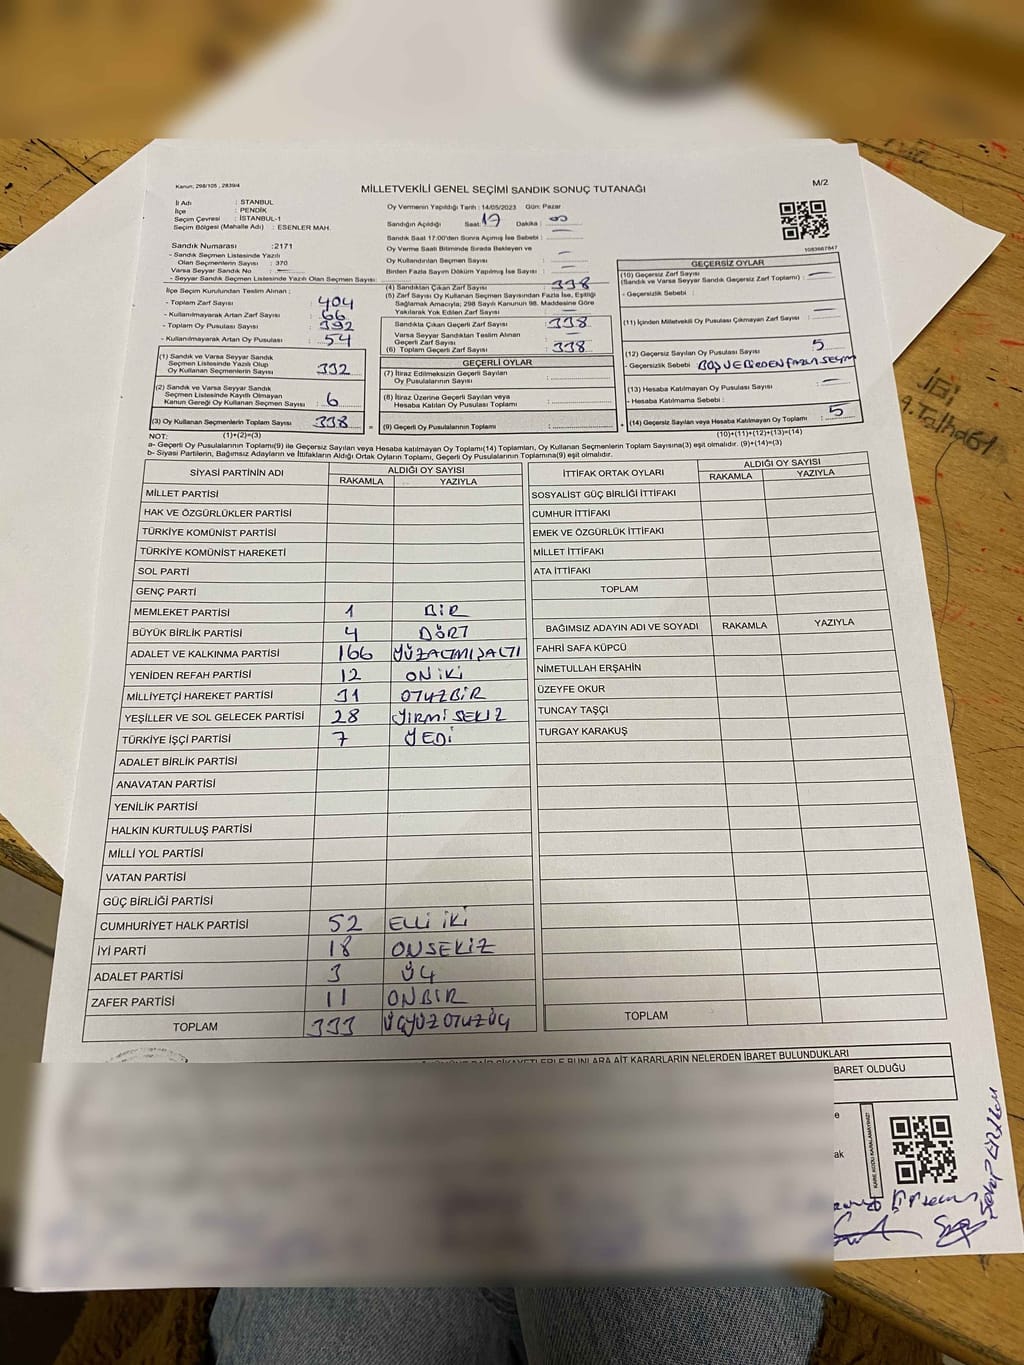 Kanun; 298/105 , 2839/4
MİLLETVEKİLİ GENEL SEÇİMİ SANDIK SONUÇ TUTANAĞI
M/2
İl Adı : STANBUL
İlçe : PENDİK
Seçim Çevresi : İSTANBUL-1
Seçim Bölgesi (Mahalle Adı) : ESENLER MAH.
Sandık Numarası :2171
- Sandık Seçmen Listesinde Yazılı
Olan Seçmenlerin Sayısı : 370
Varsa Seyyar Sandık No : —
- Seyyar Sandık Seçmen Listesinde Yazılı Olan Seçmen Sayısı:
İlçe Seçim Kurulundan Teslim Alınan ;
- Toplam Zarf Sayısı : 404
- Kullanılmayarak Artan Zarf Sayısı : 66
- Toplam Oy Pusulası Sayısı : 392
- Kullanılmayarak Artan Oy Pusulası : 54
(1) Sandık ve Varsa Seyyar Sandık
Seçmen Listesinde Yazılı Olup
Oy Kullanan Seçmenlerin Sayısı : 332
(2) Sandık ve Varsa Seyyar Sandık
Seçmen Listesinde Kayıtlı Olmayan
Kanun Gereği Oy Kullanan Seçmen Sayısı : 6
(3) Oy Kullanan Seçmenlerin Toplam Sayısı : 338
(1)+(2)=(3)
Oy Vermenin Yapıldığı Tarih : 14/05/2023 Gün: Pazar
Sandığın Açıldığı Saat: 17 Dakika : 00
Sandık Saat 17:00'den Sonra Açılmış İse Sebebi : —
Oy Verme Saati Bitiminde Sırada Bekleyen ve
Oy Kullandırılan Seçmen Sayısı : —
Birden Fazla Sayım Döküm Yapılmış İse Sayısı : —
(4) Sandıktan Çıkan Zarf Sayısı : 338
(5) Zarf Sayısı Oy Kullanan Seçmen Sayısından Fazla İse, Eşitliği
Sağlamak Amacıyla; 298 Sayılı Kanunun 98. Maddesine Göre
Yakılarak Yok Edilen Zarf Sayısı : —
Sandıkta Çıkan Geçerli Zarf Sayısı : 338
Varsa Seyyar Sandıktan Teslim Alınan
Geçerli Zarf Sayısı : —
(6) Toplam Geçerli Zarf Sayısı : 338
GEÇERLİ OYLAR
(7) İtiraz Edilmeksizin Geçerli Sayılan
Oy Pusulalarının Sayısı :
(8) İtiraz Üzerine Geçerli Sayılan veya
Hesaba Katılan Oy Pusulası Toplamı :
(9) Geçerli Oy Pusulalarının Toplamı :
1083667847
GEÇERSİZ OYLAR
(10) Geçersiz Zarf Sayısı : —
(Sandık ve Varsa Seyyar Sandık Geçersiz Zarf Toplamı)
- Geçersizlik Sebebi :
(11) İçinden Milletvekili Oy Pusulası Çıkmayan Zarf Sayısı : —
(12) Geçersiz Sayılan Oy Pusulası Sayısı : 5
- Geçersizlik Sebebi : BOŞ VE BİRDEN FAZLA SEÇİM
(13) Hesaba Katılmayan Oy Pusulası Sayısı : —
- Hesaba Katılmama Sebebi :
(14) Geçersiz Sayılan veya Hesaba Katılmayan Oy Toplamı : 5
(10)+(11)+(12)+(13)=(14)
NOT:
a- Geçerli Oy Pusulalarının Toplamı(9) ile Geçersiz Sayılan veya Hesaba katılmayan Oy Toplamı(14) Toplamları, Oy Kullanan Seçmenlerin Toplam Sayısına(3) eşit olmalıdır. (9)+(14)=(3)
b- Siyasi Partilerin, Bağımsız Adayların ve İttifakların Aldığı Ortak Oyların Toplamı, Geçerli Oy Pusulalarının Toplamına(9) eşit olmalıdır.
SİYASİ PARTİNİN ADI ALDIĞI OY SAYISI
RAKAMLA YAZIYLA
MİLLET PARTİSİ
HAK VE ÖZGÜRLÜKLER PARTİSİ
TÜRKİYE KOMÜNİST PARTİSİ
TÜRKİYE KOMÜNİST HAREKETİ
SOL PARTİ
GENÇ PARTİ
MEMLEKET PARTİSİ 1 BİR
BÜYÜK BİRLİK PARTİSİ 4 DÖRT
ADALET VE KALKINMA PARTİSİ 166 YÜZALTMIŞALTI
YENİDEN REFAH PARTİSİ 12 ON İKİ
MİLLİYETÇİ HAREKET PARTİSİ 31 OTUZBİR
YEŞİLLER VE SOL GELECEK PARTİSİ 28 YİRMİ SEKİZ
TÜRKİYE İŞÇİ PARTİSİ 7 YEDİ
ADALET BİRLİK PARTİSİ
ANAVATAN PARTİSİ
YENİLİK PARTİSİ
HALKIN KURTULUŞ PARTİSİ
MİLLİ YOL PARTİSİ
VATAN PARTİSİ
GÜÇ BİRLİĞİ PARTİSİ
CUMHURİYET HALK PARTİSİ 52 ELLİ İKİ
İYİ PARTİ 18 ONSEKİZ
ADALET PARTİSİ 3 ÜÇ
ZAFER PARTİSİ 11 ONBİR
TOPLAM 333 ÜÇYÜZ OTUZ ÜÇ
İTTİFAK ORTAK OYLARI ALDIĞI OY SAYISI
RAKAMLA YAZIYLA
SOSYALİST GÜÇ BİRLİĞİ İTTİFAKI
CUMHUR İTTİFAKI
EMEK VE ÖZGÜRLÜK İTTİFAKI
MİLLET İTTİFAKI
ATA İTTİFAKI
TOPLAM
BAĞIMSIZ ADAYIN ADI VE SOYADI RAKAMLA YAZIYLA
FAHRİ SAFA KÜPCÜ
NİMETULLAH ERŞAHİN
ÜZEYFE OKUR
TUNCAY TAŞÇI
TURGAY KARAKUŞ
TOPLAM
ŞİKAYETLERLE BUNLARA AİT KARARLARIN NELERDEN İBARET BULUNDUKLARI
BARET OLDUĞU
KARE KODU KARALAMAYINIZ!